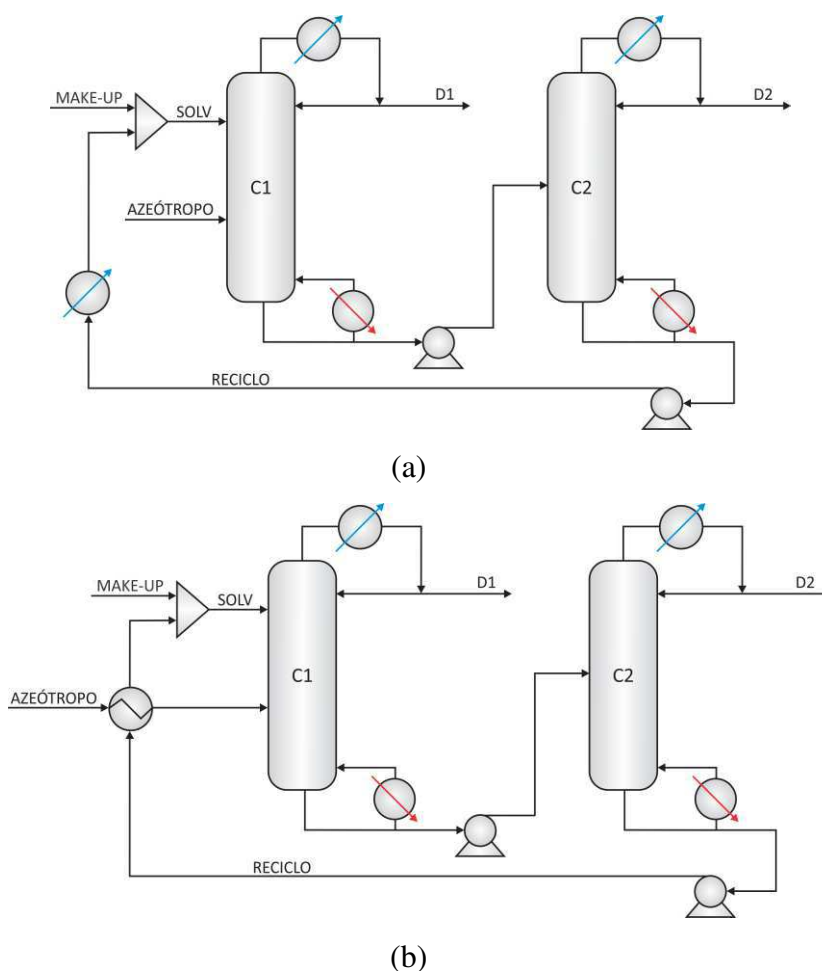 MAKE-UP
SOLV
D1
D2
C1
C2
AZEÓTROPO
RECICLO
(a)
MAKE-UP
SOLV
D1
D2
C1
C2
AZEÓTROPO
RECICLO
(b)